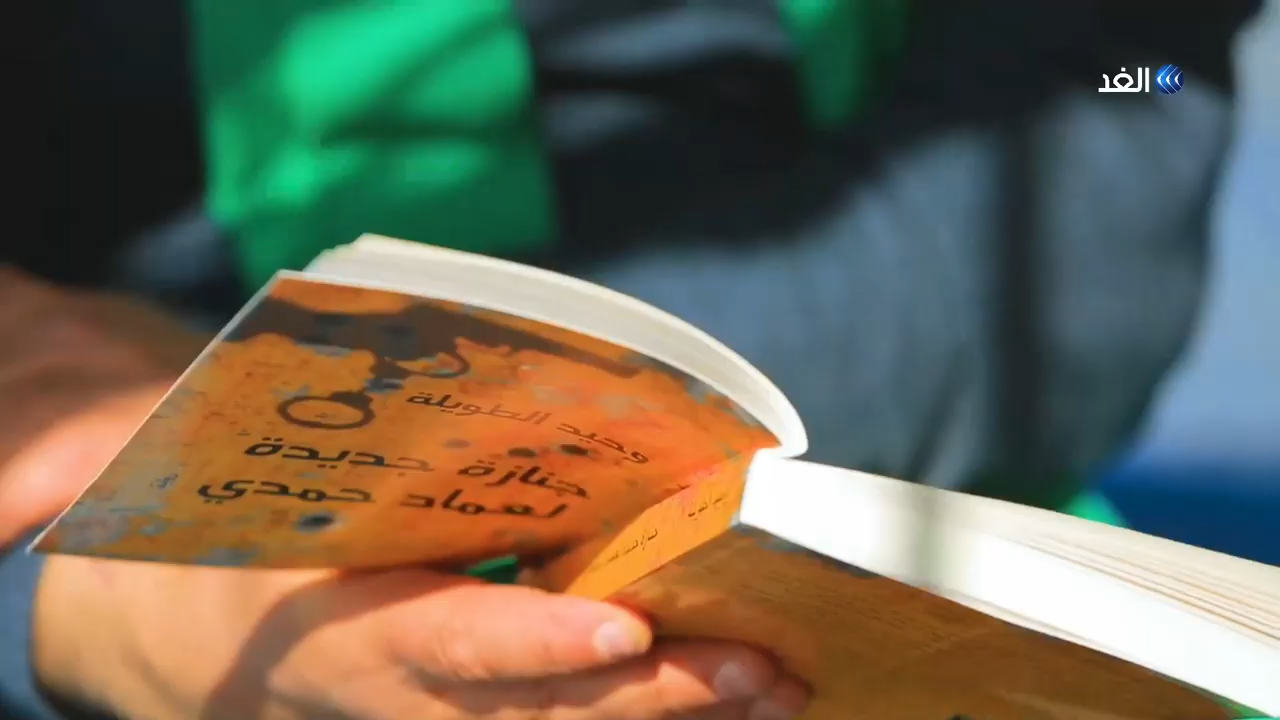 الغد
وحيد الطويلة
جنازة جديدة
لعماد حمدي